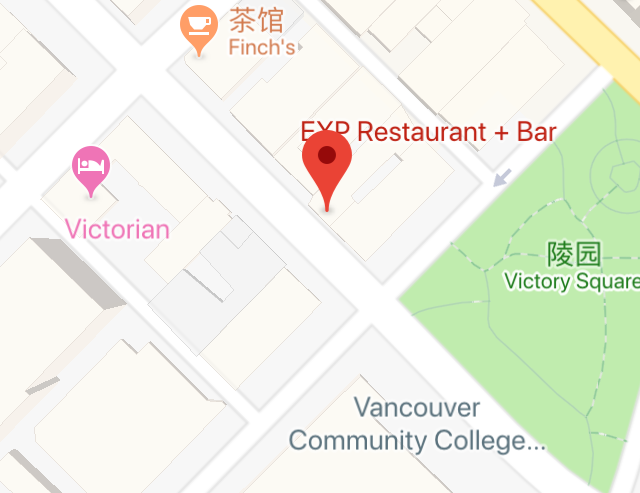 茶馆
Finch's
EXP Restaurant + Bar
Victorian
陵园
Victory Square
Vancouver
Community College...